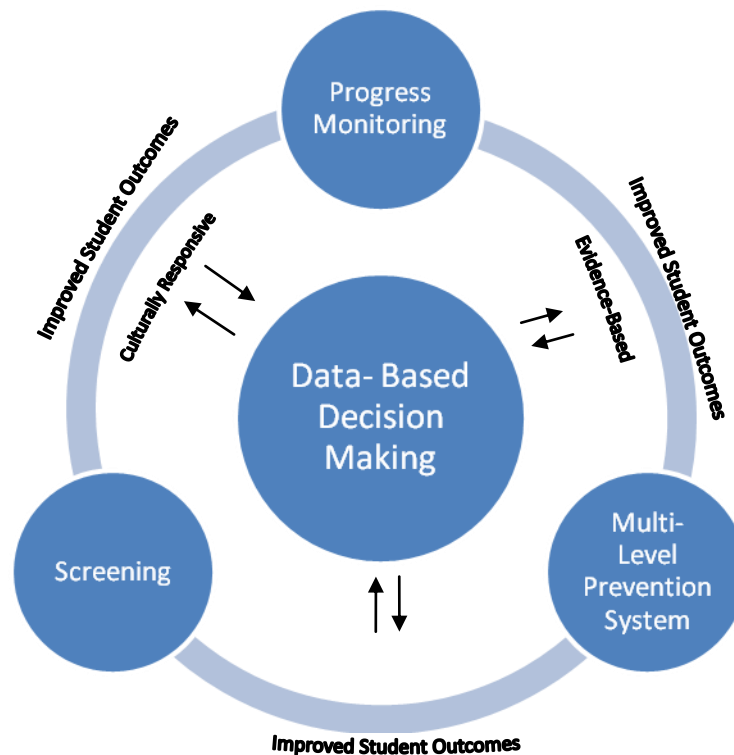 Progress
Monitoring
Improved Student Outcomes
Improved Student Outcomes
Culturally Responsive
Evidence-Based
Data- Based
Decision
Making
Screening
Multi-
Level
Prevention
System
Improved Student Outcomes